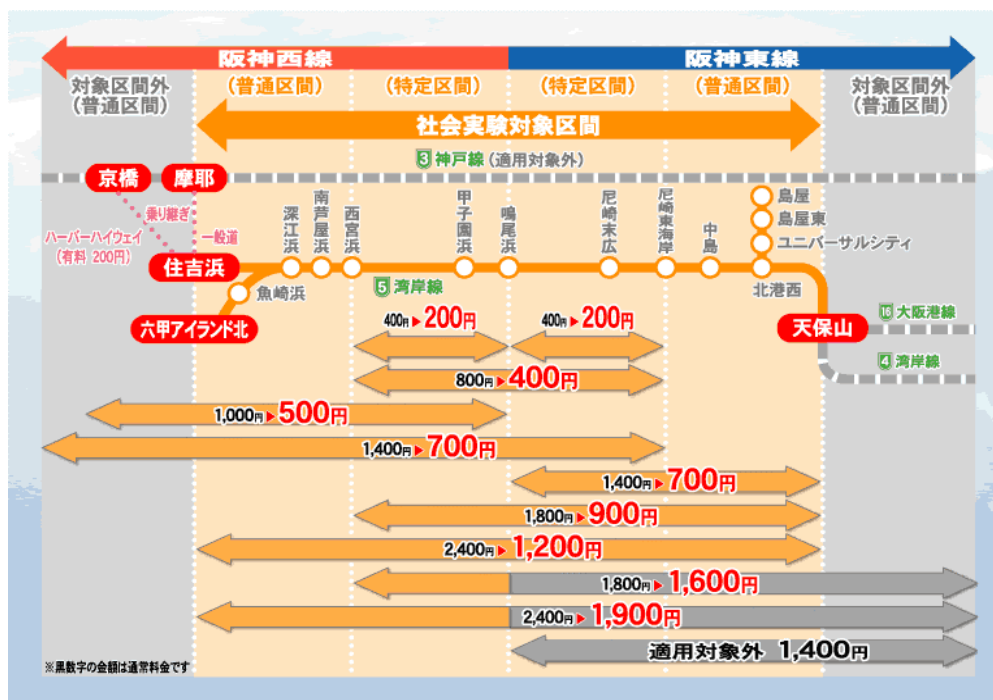 阪神西線
阪神東線
対象区間外
(普通区間)
(普通区間)
(特定区間)
(特定区間)
(普通区間)
対象区間外
(普通区間)
社会実験対象区間
3 神戸線(適用対象外)
京橋
摩耶
乗り継ぎ
ハーバーハイウェイ
(有料 200円)
一般道
住吉浜
魚崎浜
六甲アイランド北
深江浜
南芦屋浜
西宮浜
甲子園浜
鳴尾浜
尼崎末広
尼崎東海岸
中島
島屋
島屋東
ユニバーサルシティ
北港西
5 湾岸線
天保山
16 大阪港線
4 湾岸線
400円▶200円
400円▶200円
800円▶400円
1,000円▶500円
1,400円▶700円
1,400円▶700円
1,800円▶900円
2,400円▶1,200円
1,800円▶1,600円
2,400円▶1,900円
適用対象外 1,400円
※黒数字の金額は通常料金です